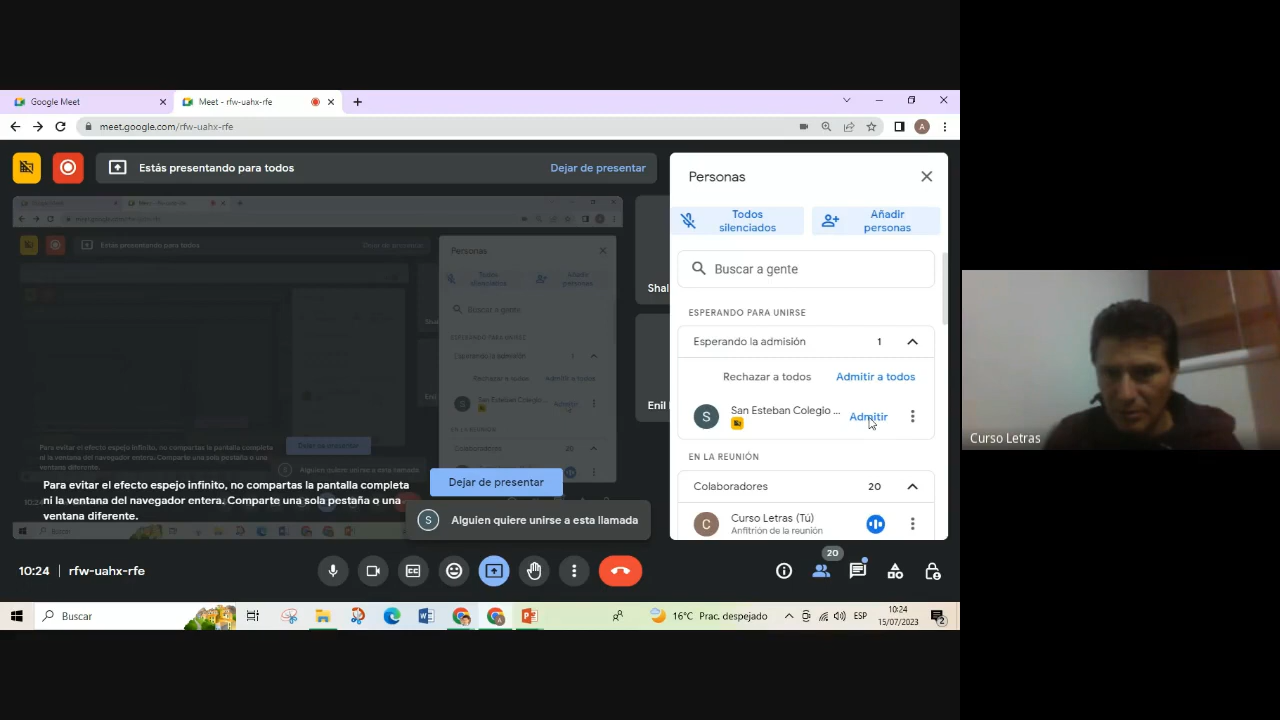 Google Meet
Meet - rfw-uahx-rfe
meet.google.com/rfw-uahx-rfe
A
Estás presentando para todos
Dejar de presentar
Personas
Todos silenciados
Añadir personas
Buscar a gente
ESPERANDO PARA UNIRSE
Esperando la admisión 1
Rechazar a todos Admitir a todos
S San Esteban Colegio ... Admitir
EN LA REUNIÓN
Colaboradores 20
C Curso Letras (Tú)
Anfitrión de la reunión
Shal
Enil
Para evitar el efecto espejo infinito, no compartas la pantalla completa
ni la ventana del navegador entera. Comparte una sola pestaña o una
ventana diferente.
Dejar de presentar
S Alguien quiere unirse a esta llamada
10:24 | rfw-uahx-rfe
20
Buscar
16°C Prac. despejado
ESP
10:24
15/07/2023
2
Curso Letras